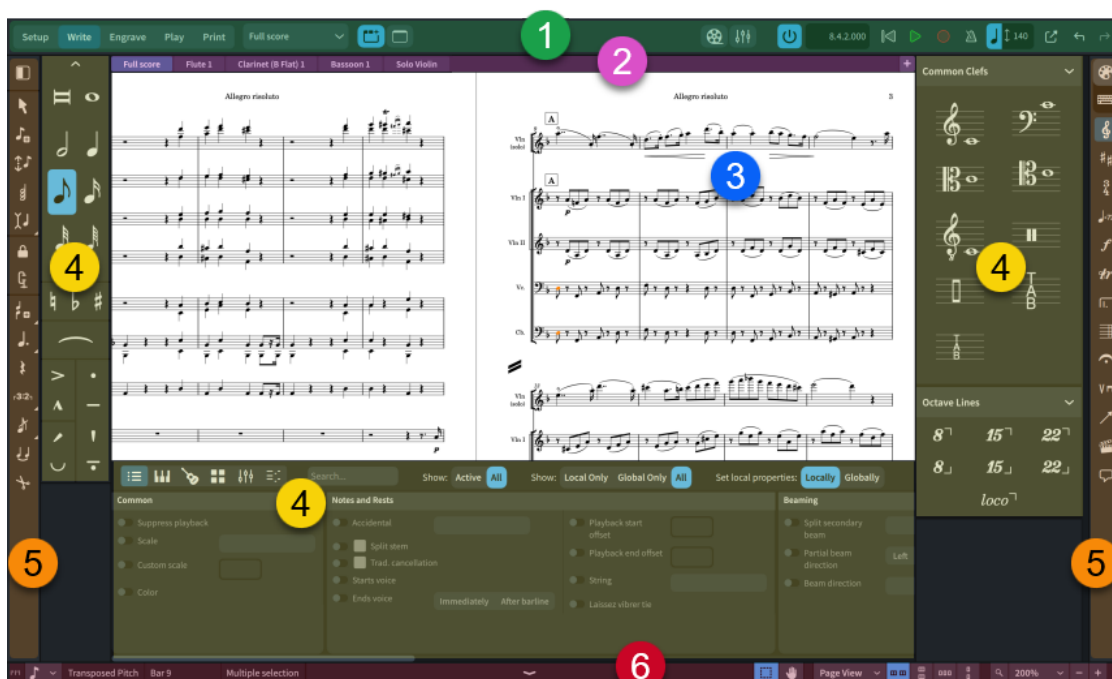 Setup Write Engrave Play Print Full score 1 8.4.2.000 140
Full score Flute 1 Clarinet (B Flat) 1 Bassoon 1 Solo Violin 2
Common Clefs
Allegro risoluto
Allegro risoluto 3
A
Vln
(solo)
3
A
Vln I
p
Vln II
p
Vc.
Cb.
p
Vln
(solo)
Vln I
4
4
T
A
B
T
A
B
Octave Lines
8 15 22
8 15 22
loco
Search... Show: Active All Show: Local Only Global Only All Set local properties: Locally Globally
4
Common Notes and Rests Beaming
Suppress playback
Scale
Custom scale
Color
Accidental
Split stem
Trad. cancellation
Starts voice
Ends voice Immediately After barline
Playback start
offset
Playback end offset
String
Laissez vibrer tie
Split secondary
beam
Partial beam
direction Left
Beam direction
5
5
Transposed Pitch Bar 9 Multiple selection 6 Page View 200%